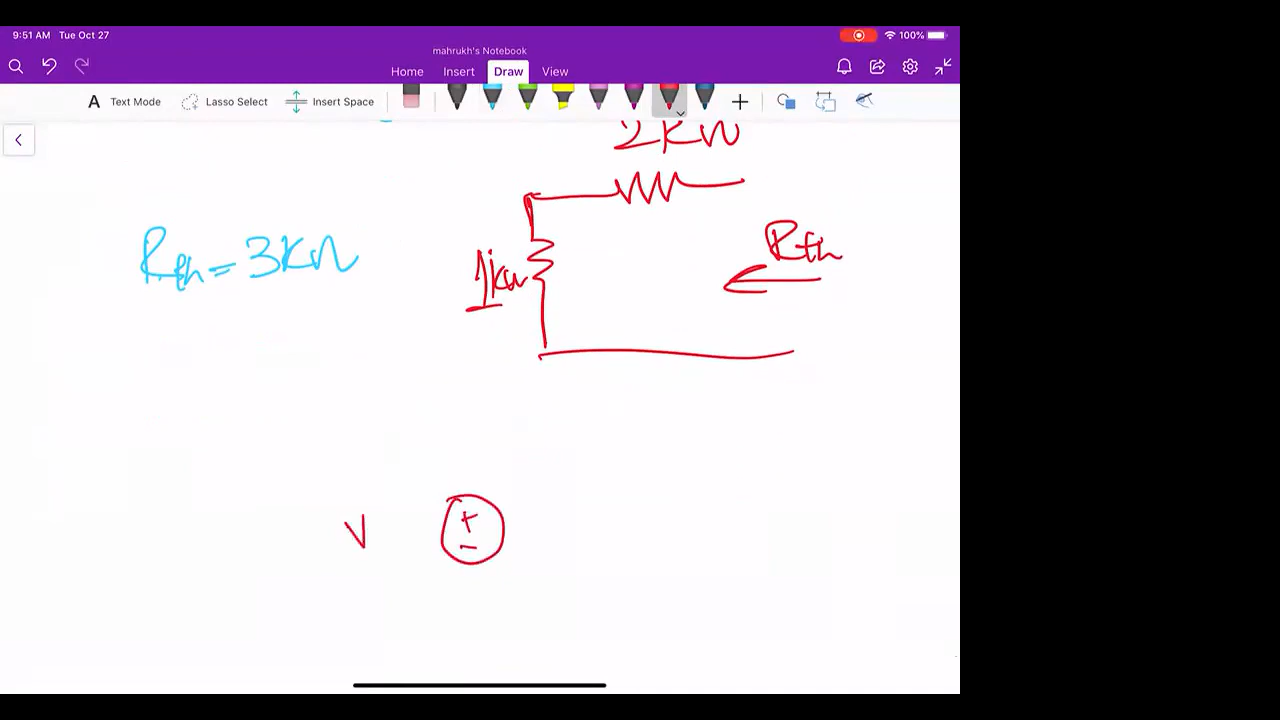 9:51 AM Tue Oct 27
100%
mahrukh's Notebook
Home Insert Draw View
A Text Mode Lasso Select Insert Space
2KΩ
Rth = 3KΩ
1KΩ
Rth
V + −